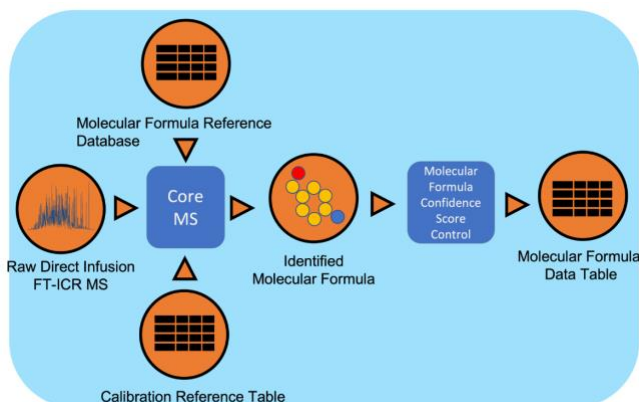 Molecular Formula Reference
Database
Core
MS
Raw Direct Infusion
FT-ICR MS
Identified
Molecular Formula
Molecular
Formula
Confidence
Score
Control
Molecular Formula
Data Table
Calibration Reference Table